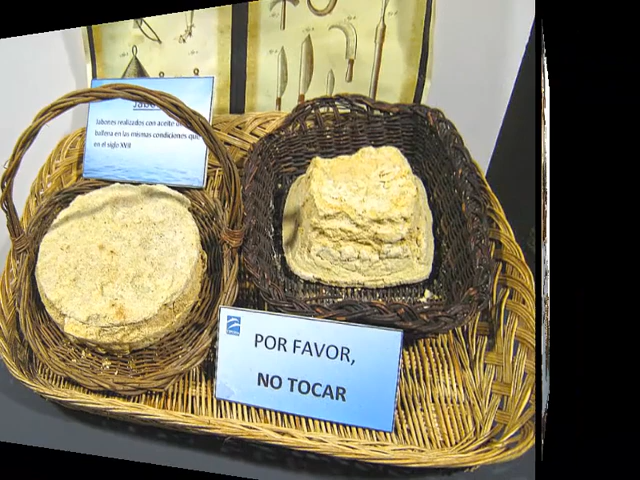 Jabo
Jabones realizados con aceite de
ballena en las mismas condiciones que
en el siglo XVII
POR FAVOR,
NO TOCAR